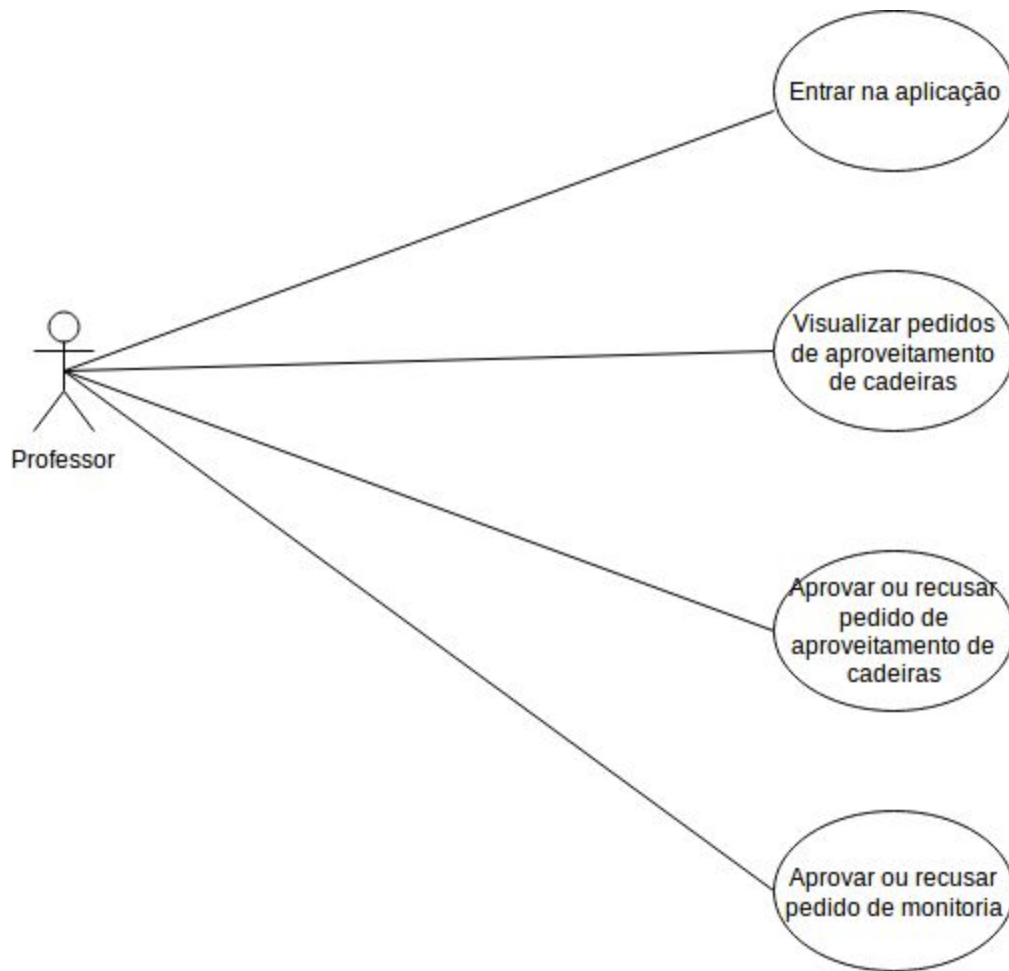 Entrar na aplicação
Visualizar pedidos
de aproveitamento
de cadeiras
Professor
Aprovar ou recusar
pedido de
aproveitamento de
cadeiras
Aprovar ou recusar
pedido de monitoria